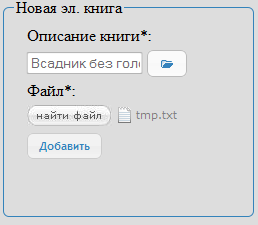 Новая эл. книга
Описание книги*:
Всадник без голо
Файл*:
найти файл tmp.txt
Добавить